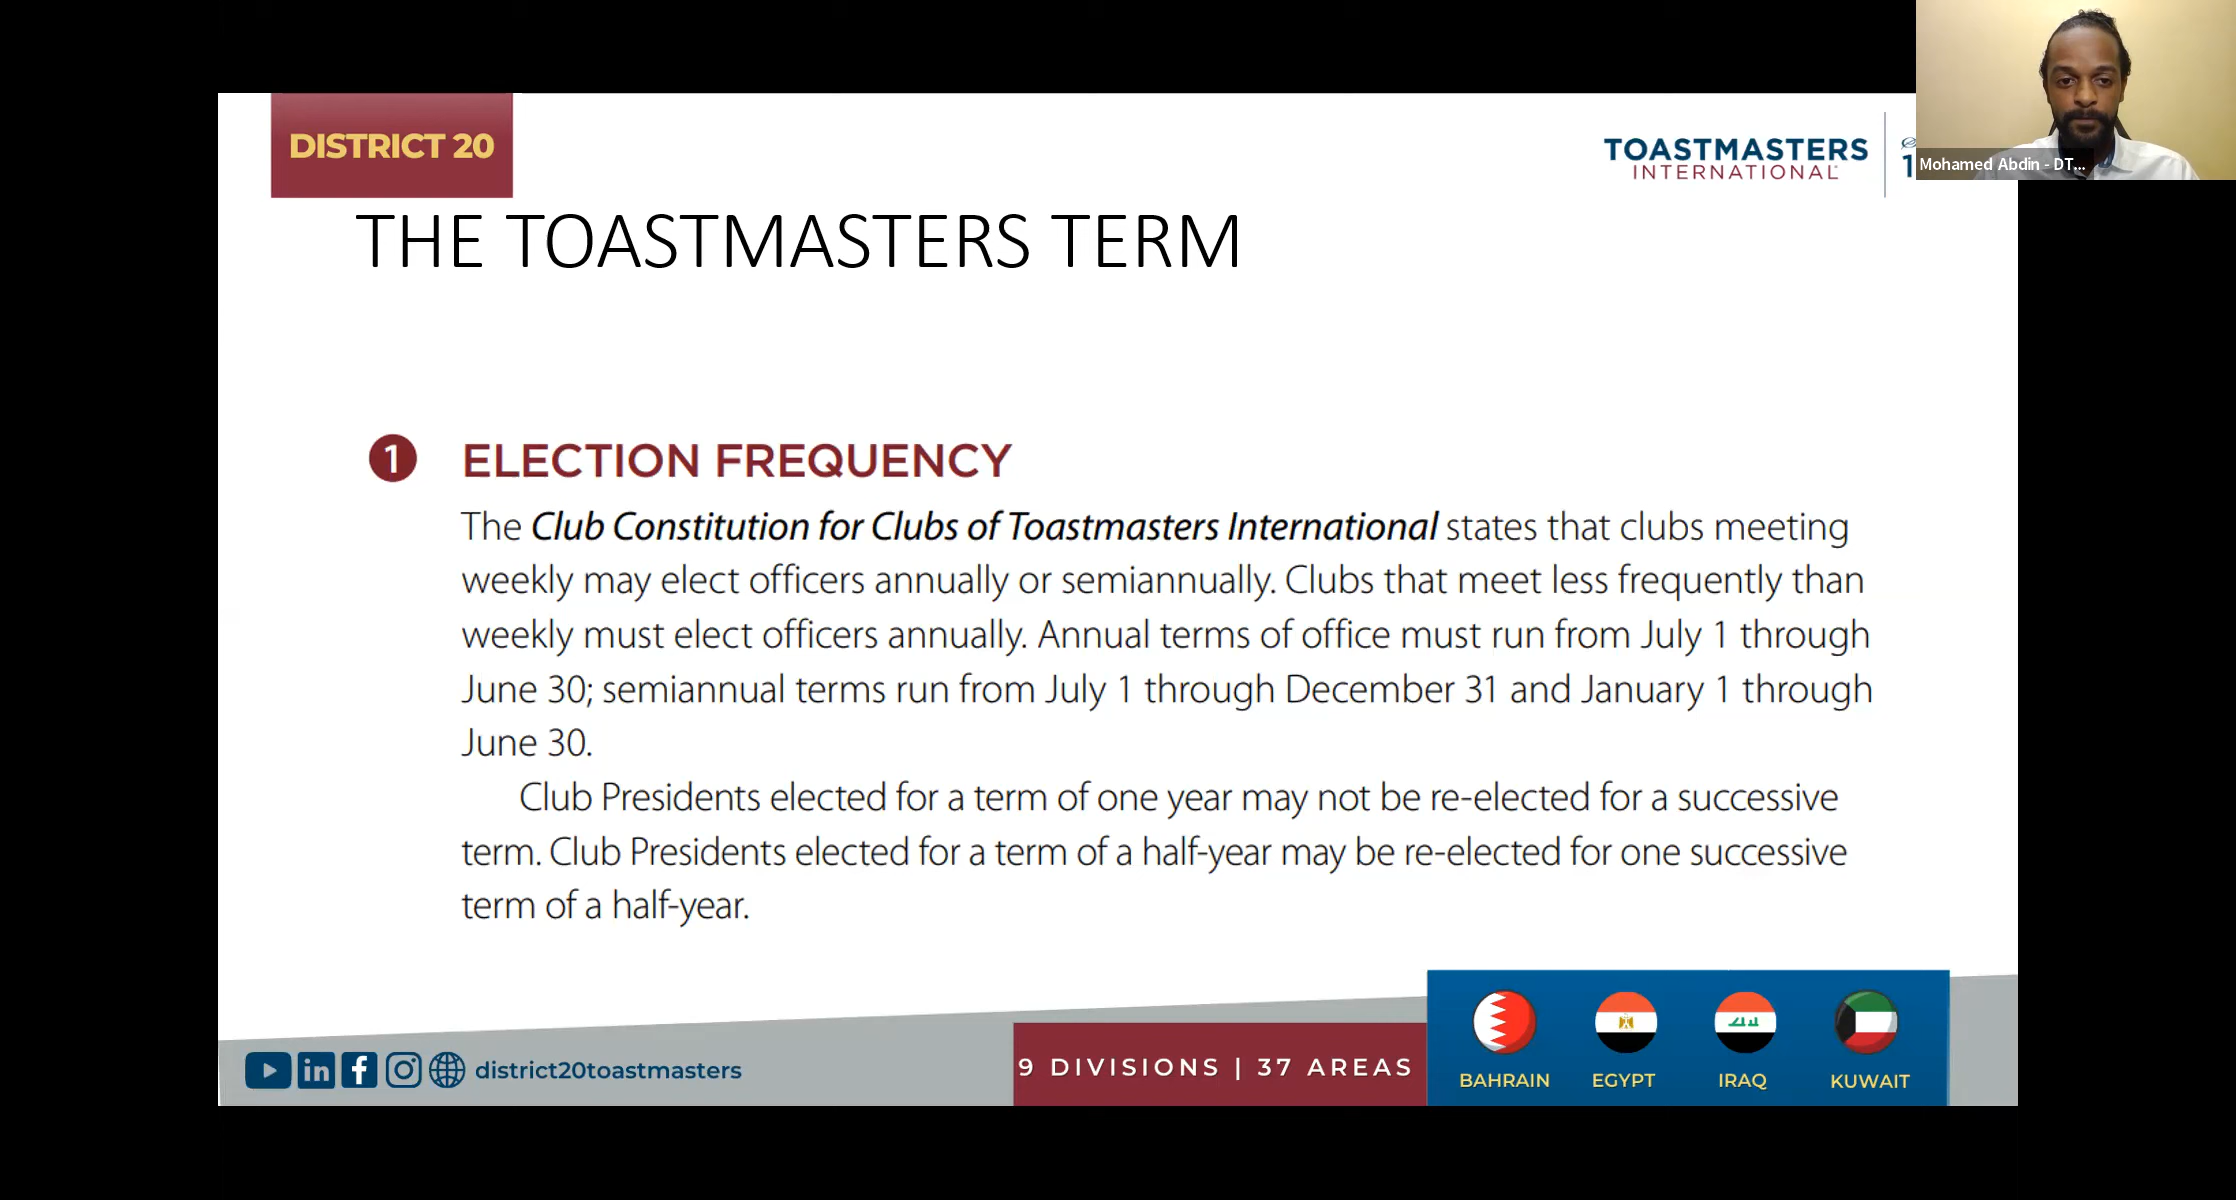 DISTRICT 20
TOASTMASTERS
INTERNATIONAL
Mohamed Abdin - DT...
THE TOASTMASTERS TERM
1 ELECTION FREQUENCY
The Club Constitution for Clubs of Toastmasters International states that clubs meeting
weekly may elect officers annually or semiannually. Clubs that meet less frequently than
weekly must elect officers annually. Annual terms of office must run from July 1 through
June 30; semiannual terms run from July 1 through December 31 and January 1 through
June 30.
Club Presidents elected for a term of one year may not be re-elected for a successive
term. Club Presidents elected for a term of a half-year may be re-elected for one successive
term of a half-year.
district20toastmasters
9 DIVISIONS | 37 AREAS
BAHRAIN EGYPT IRAQ KUWAIT